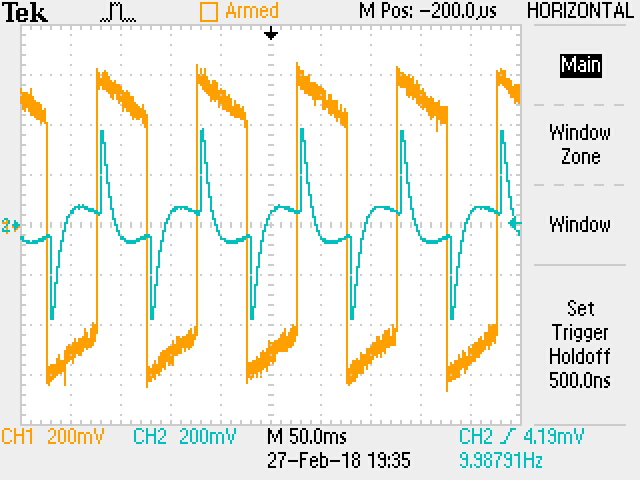 Tek Armed M Pos: -200.0µs HORIZONTAL
Main
Window
Zone
Window
Set
Trigger
Holdoff
500.0ns
2
CH1 200mV CH2 200mV M 50.0ms CH2 4.19mV
27-Feb-18 19:35 9.98791Hz